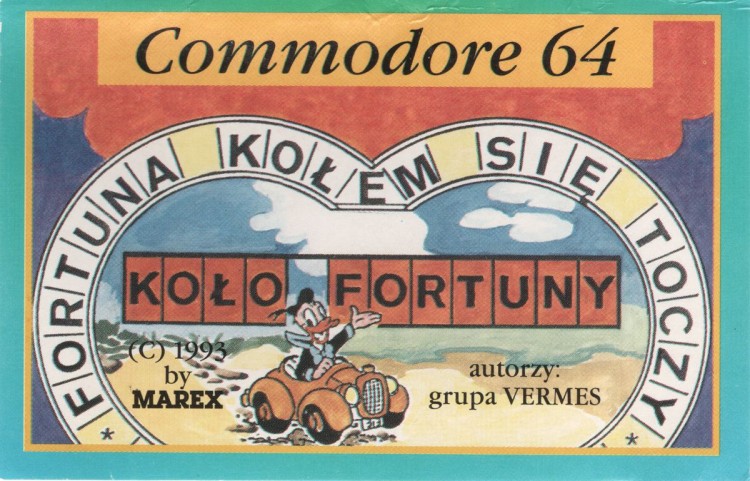 Commodore 64
FORTUNA KOŁEM SIĘ TOCZY
KOŁO FORTUNY
(C) 1993
by
MAREX
autorzy:
grupa VERMES